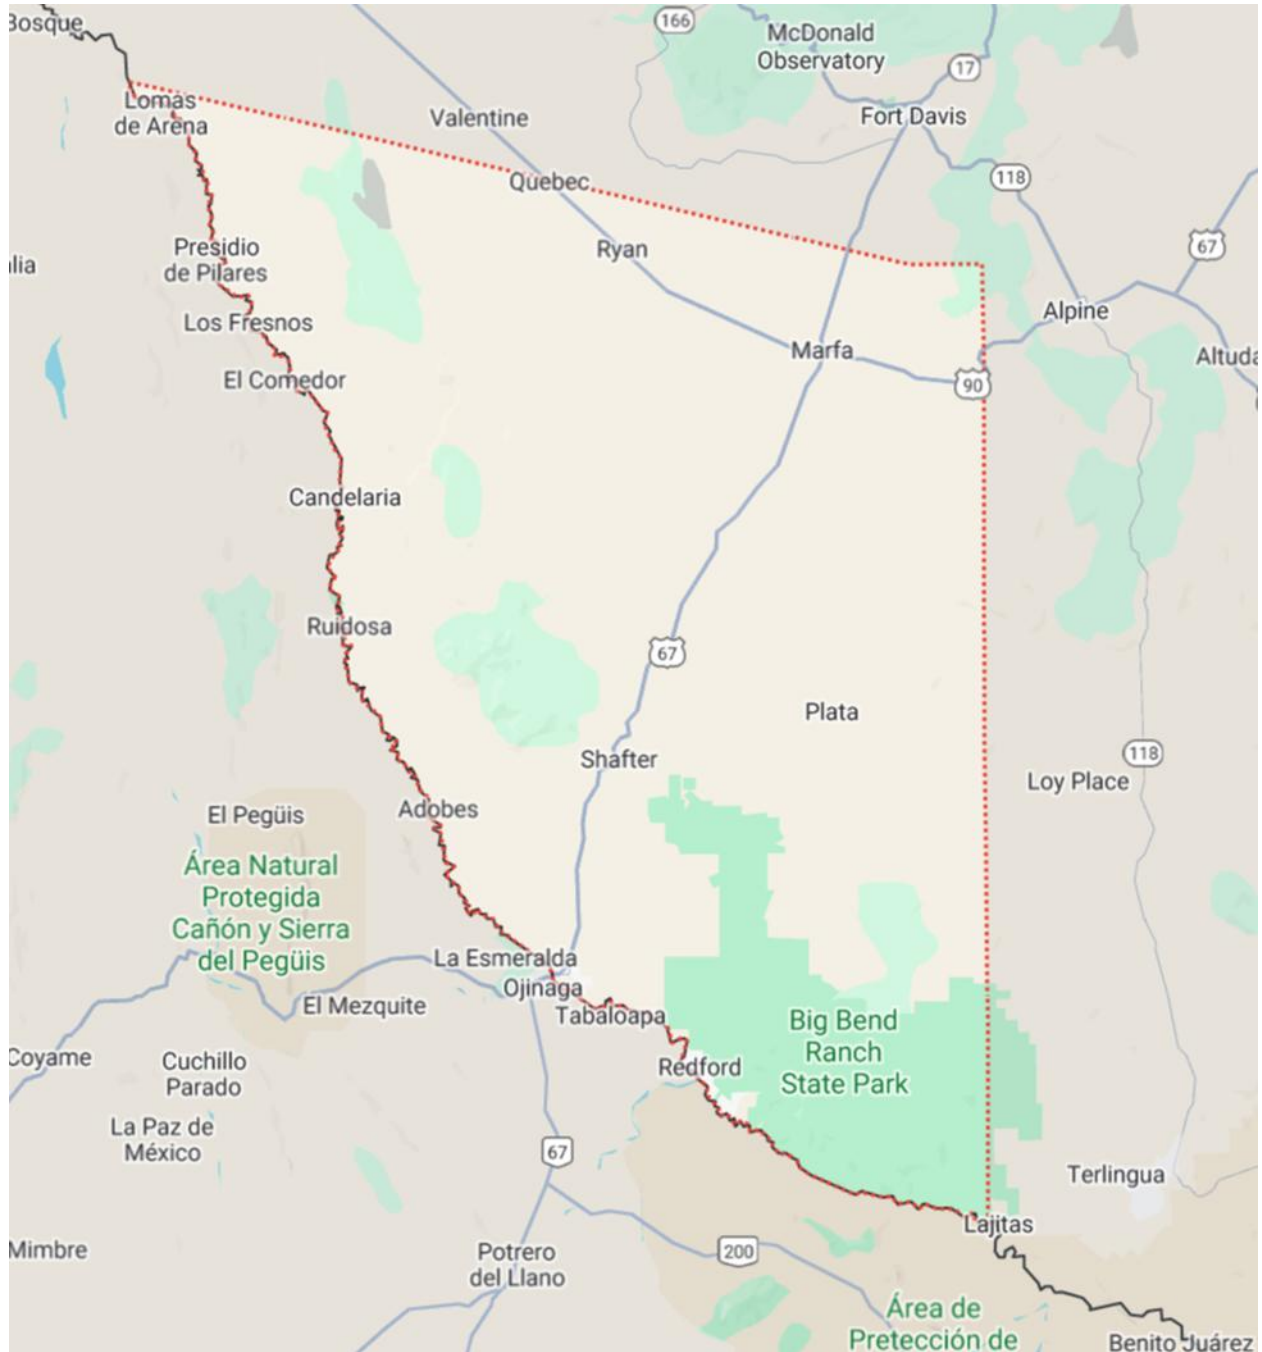 Bosque
166
McDonald
Observatory
17
Lomas
de Arena
Valentine
Fort Davis
Quebec
118
Presidio
de Pilares
Ryan
67
lia
Los Fresnos
Alpine
Marfa
Altuda
El Comedor
90
Candelaria
Ruidosa
67
Plata
Shafter
118
Loy Place
El Pegüis
Adobes
Área Natural
Protegida
Cañón y Sierra
del Pegüis
La Esmeralda
Ojinaga
El Mezquite
Tabaloapa
Big Bend
Ranch
State Park
Coyame
Cuchillo
Parado
Redford
La Paz de
México
67
Terlingua
Lajitas
Mimbre
Potrero
del Llano
200
Área de
Pretección de
Benito Juárez